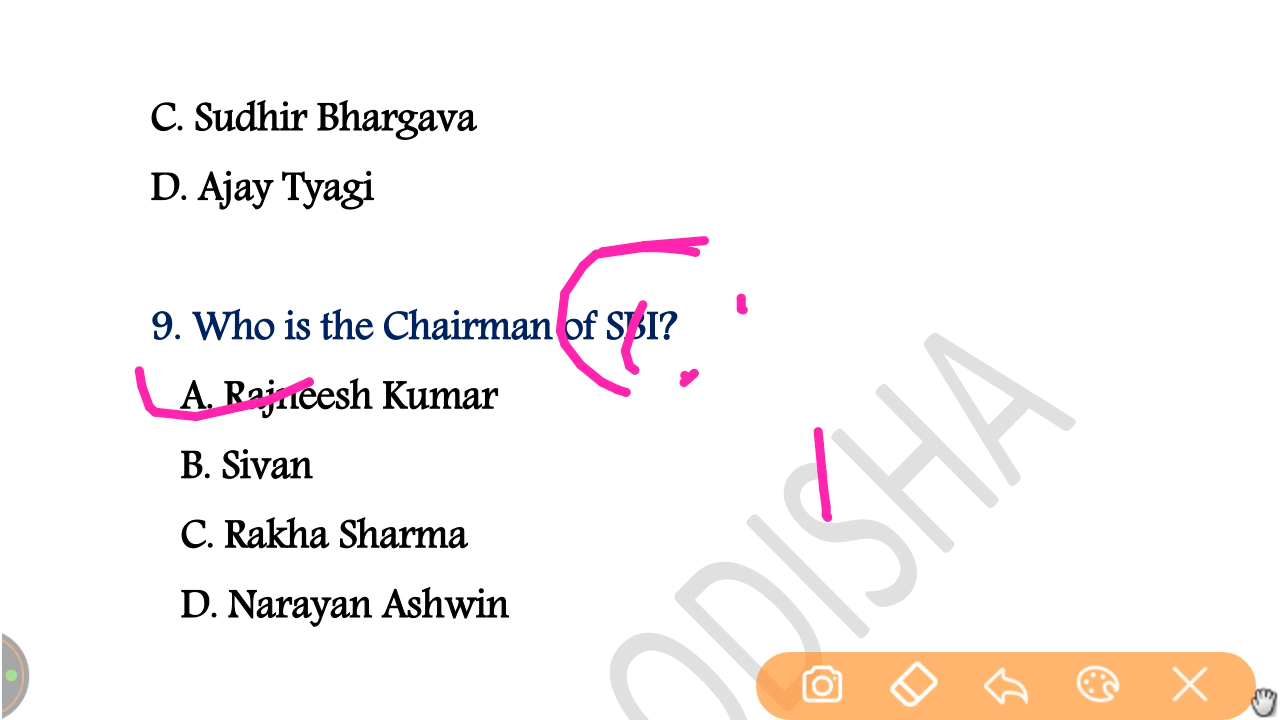 C. Sudhir Bhargava
D. Ajay Tyagi
9. Who is the Chairman of SBI?
A. Rajneesh Kumar
B. Sivan
C. Rakha Sharma
D. Narayan Ashwin
ODISHA